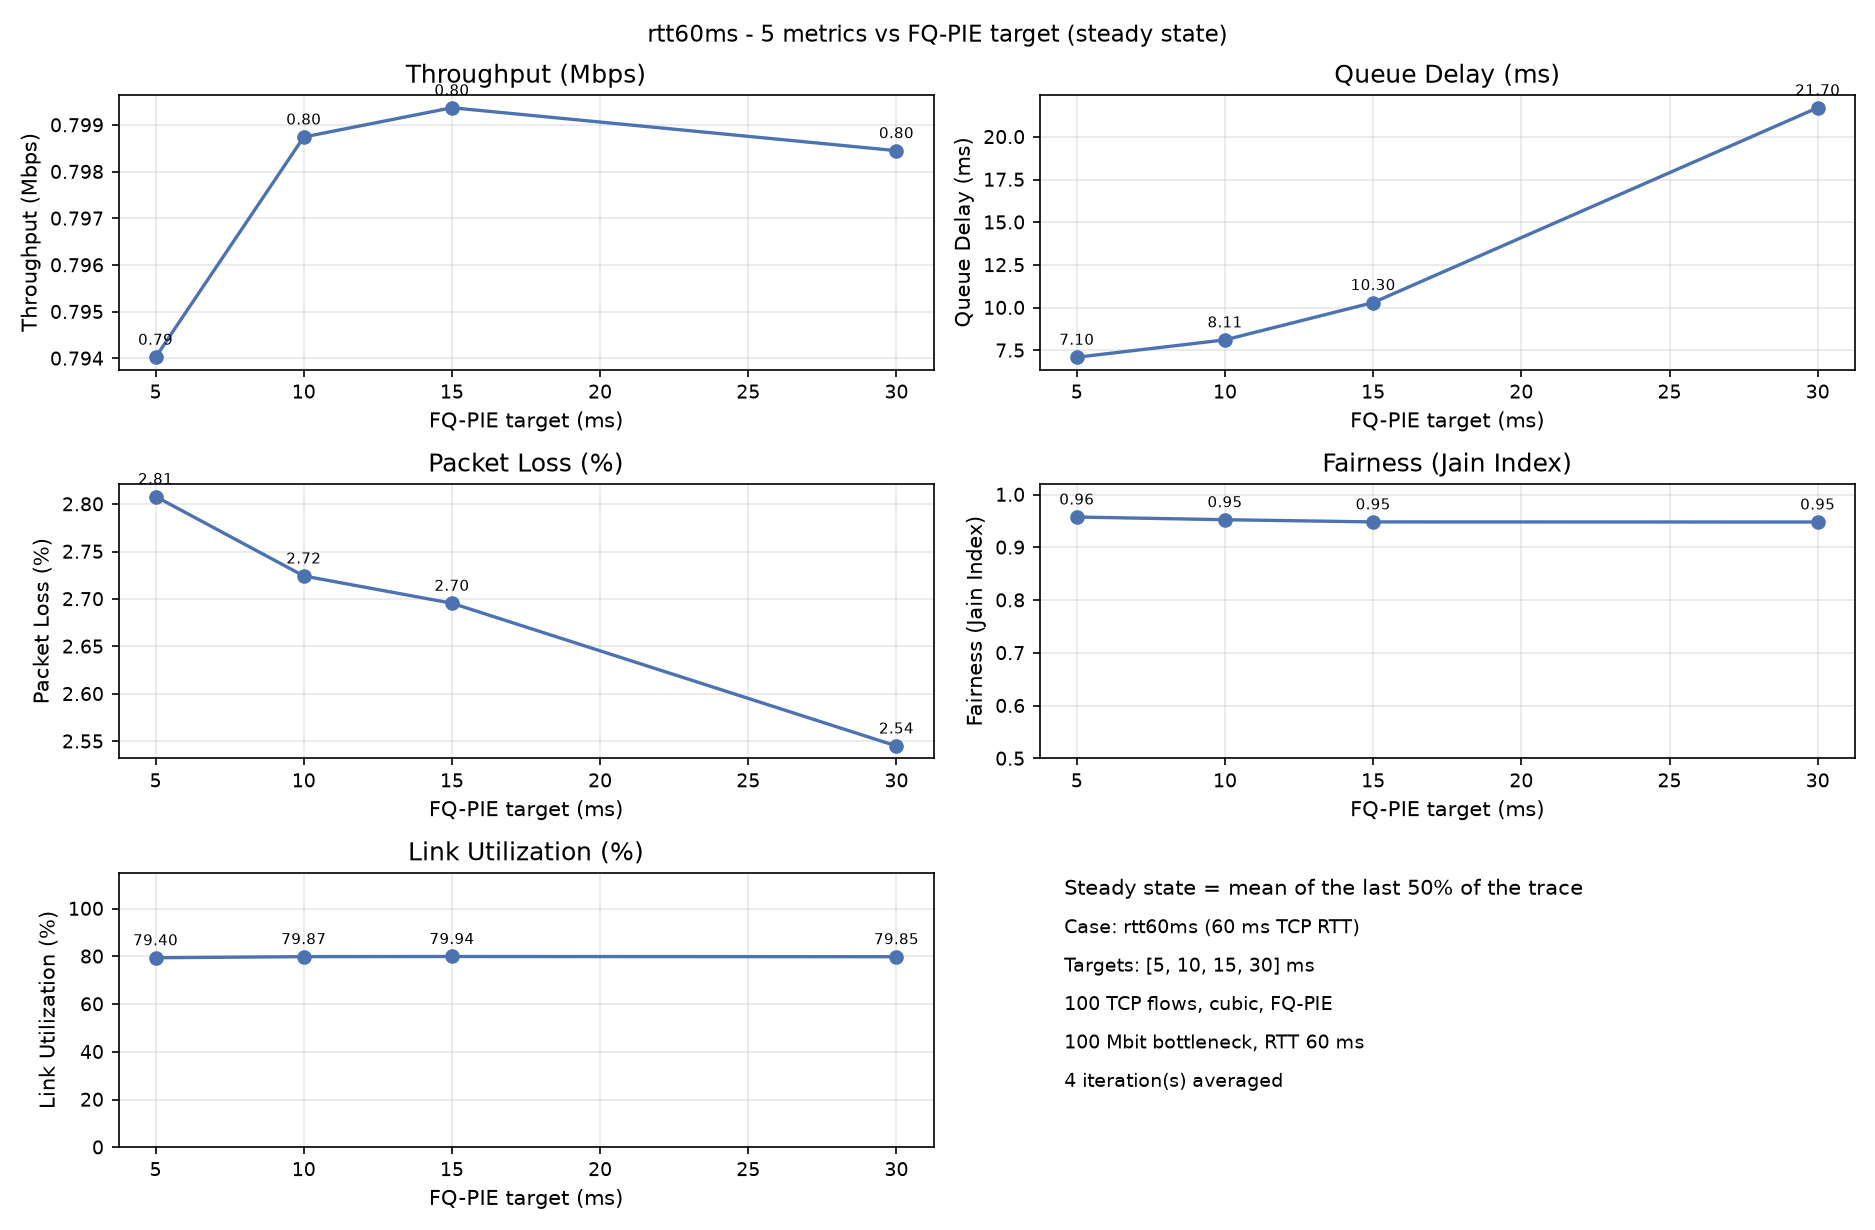 rtt60ms - 5 metrics vs FQ-PIE target (steady state)
Throughput (Mbps)
Throughput (Mbps)
0.799
0.798
0.797
0.796
0.795
0.794
0.79
0.80
0.80
0.80
5 10 15 20 25 30
FQ-PIE target (ms)
Queue Delay (ms)
Queue Delay (ms)
20.0
17.5
15.0
12.5
10.0
7.5
7.10
8.11
10.30
21.70
5 10 15 20 25 30
FQ-PIE target (ms)
Packet Loss (%)
Packet Loss (%)
2.80
2.75
2.70
2.65
2.60
2.55
2.81
2.72
2.70
2.54
5 10 15 20 25 30
FQ-PIE target (ms)
Fairness (Jain Index)
Fairness (Jain Index)
1.0
0.9
0.8
0.7
0.6
0.5
0.96
0.95
0.95
0.95
5 10 15 20 25 30
FQ-PIE target (ms)
Link Utilization (%)
Link Utilization (%)
100
80
60
40
20
0
79.40
79.87
79.94
79.85
5 10 15 20 25 30
FQ-PIE target (ms)
Steady state = mean of the last 50% of the trace
Case: rtt60ms (60 ms TCP RTT)
Targets: [5, 10, 15, 30] ms
100 TCP flows, cubic, FQ-PIE
100 Mbit bottleneck, RTT 60 ms
4 iteration(s) averaged